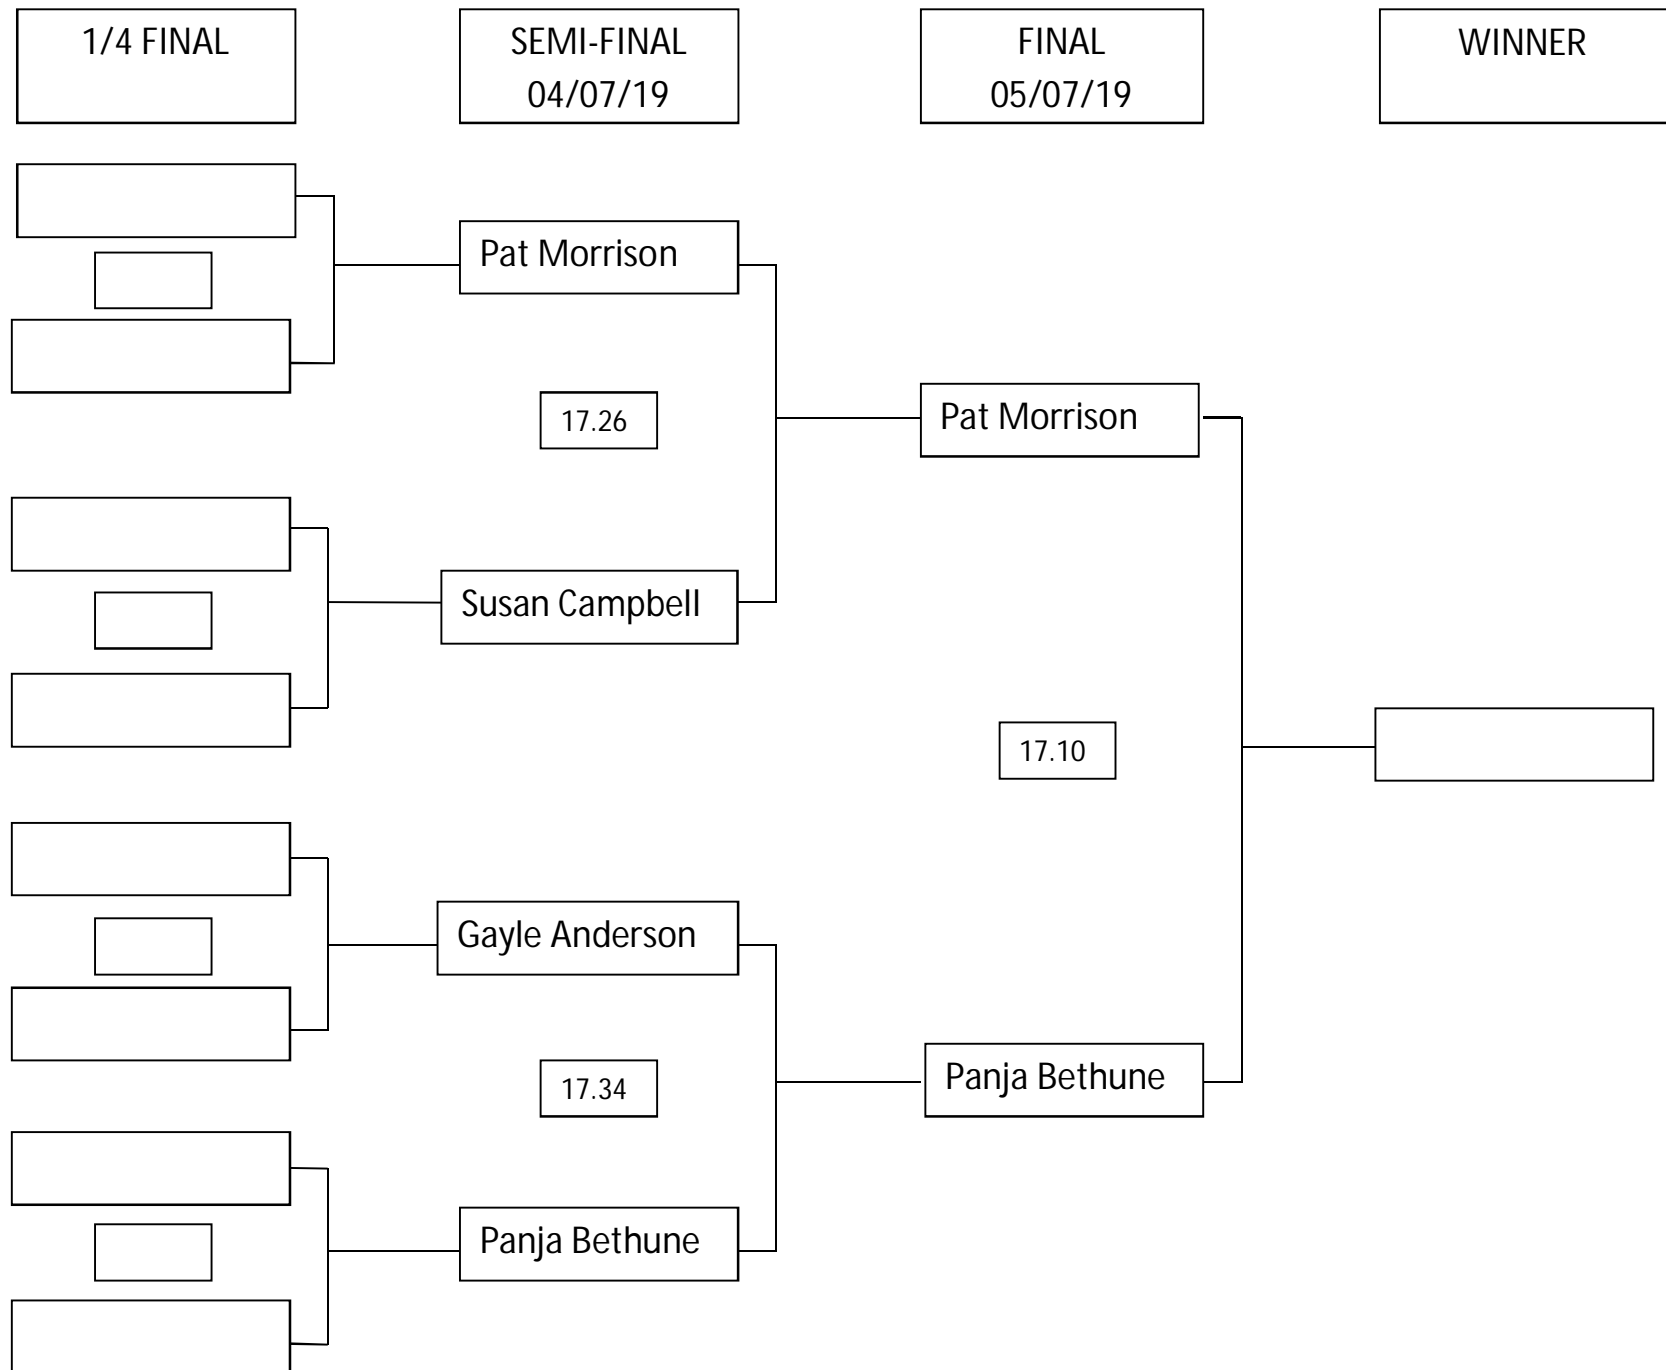 1/4 FINAL
SEMI-FINAL
04/07/19
FINAL
05/07/19
WINNER
Pat Morrison
17.26
Susan Campbell
Gayle Anderson
17.34
Panja Bethune
Pat Morrison
17.10
Panja Bethune